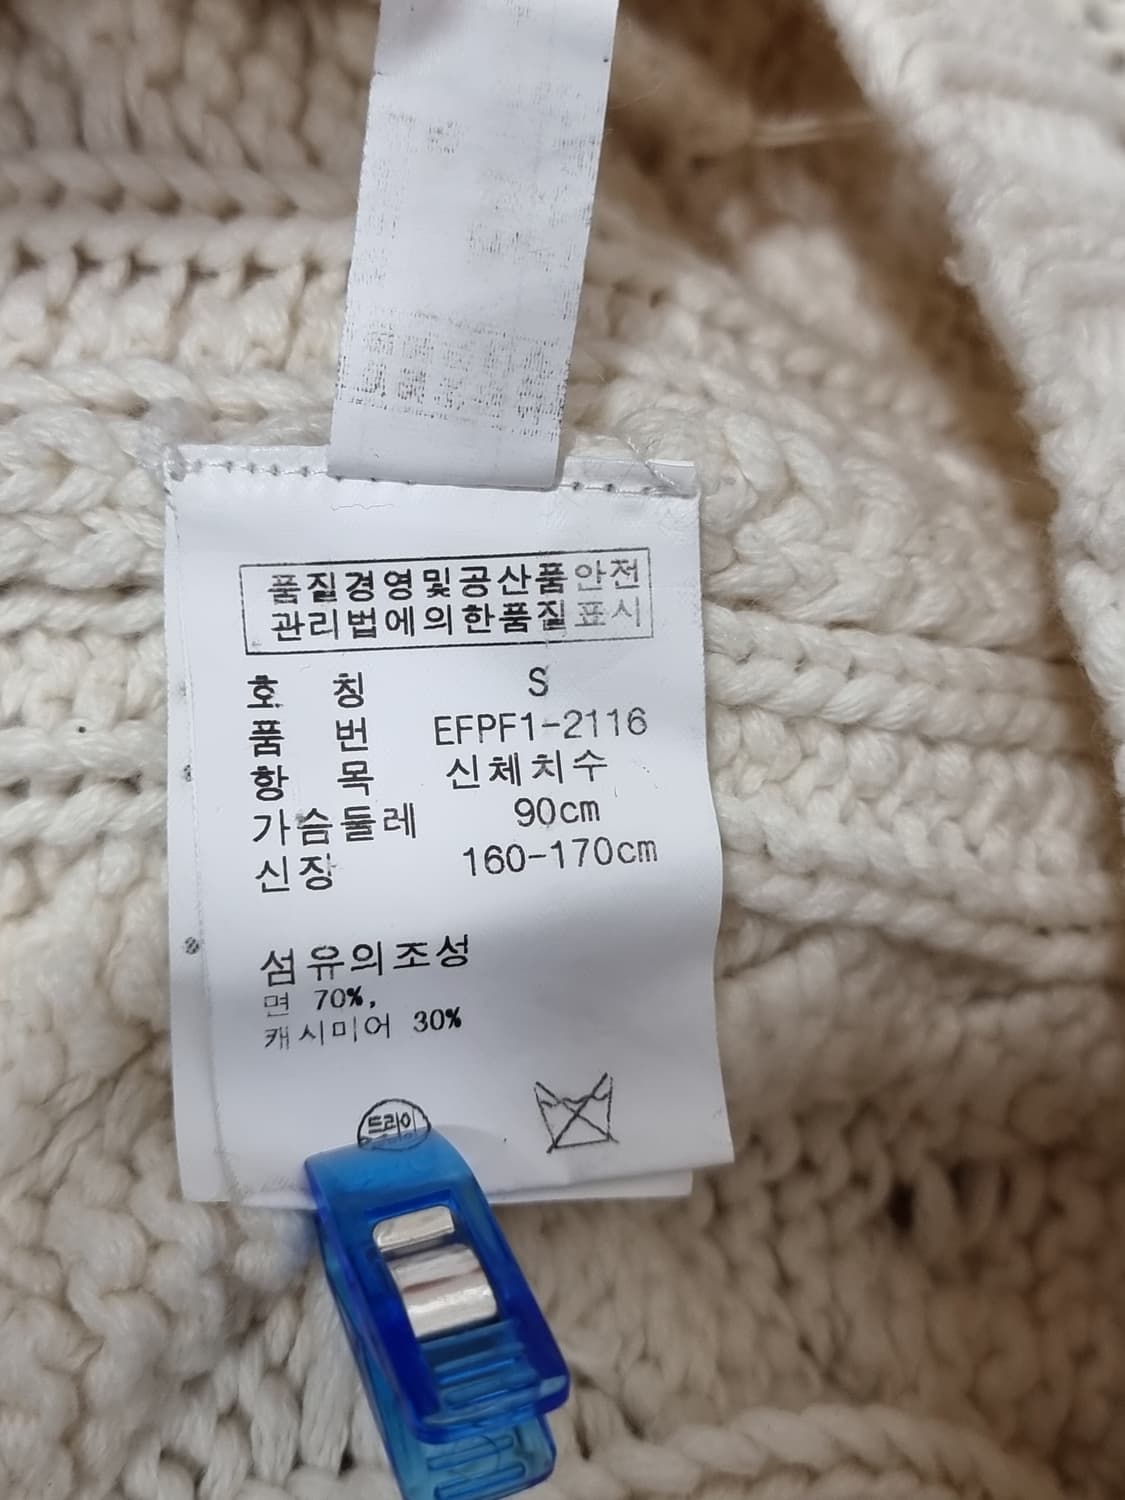 품질경영및공산품안전
관리법에의한품질표시
호 칭 S
품 번 EFPF1-2116
항 목 신체치수
가슴둘레 90cm
신장 160-170cm
섬유의조성
면 70%,
캐시미어 30%
드라이